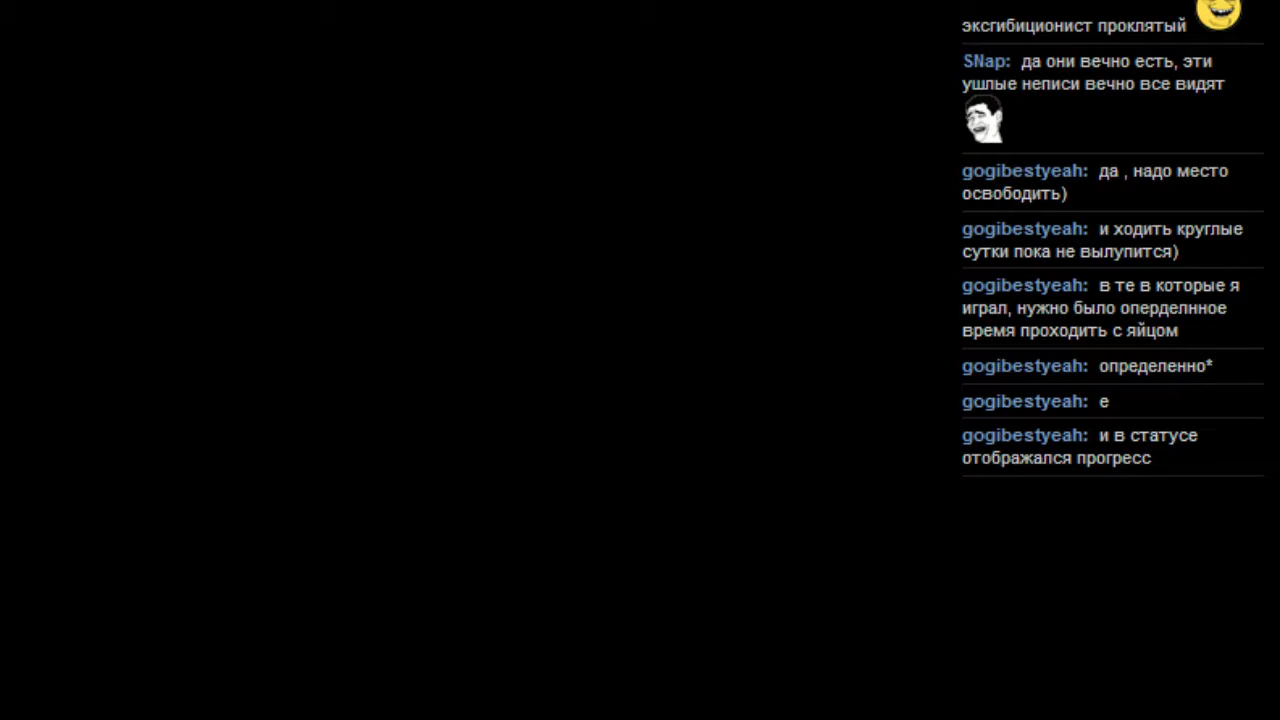 эксгибиционист проклятый
SNap: да они вечно есть, эти
ушлые неписи вечно все видят
gogibestyeah: да , надо место
освободить)
gogibestyeah: и ходить круглые
сутки пока не вылупится)
gogibestyeah: в те в которые я
играл, нужно было опердeлнное
время проходить с яйцом
gogibestyeah: определенно*
gogibestyeah: е
gogibestyeah: и в статусе
отображался прогресс